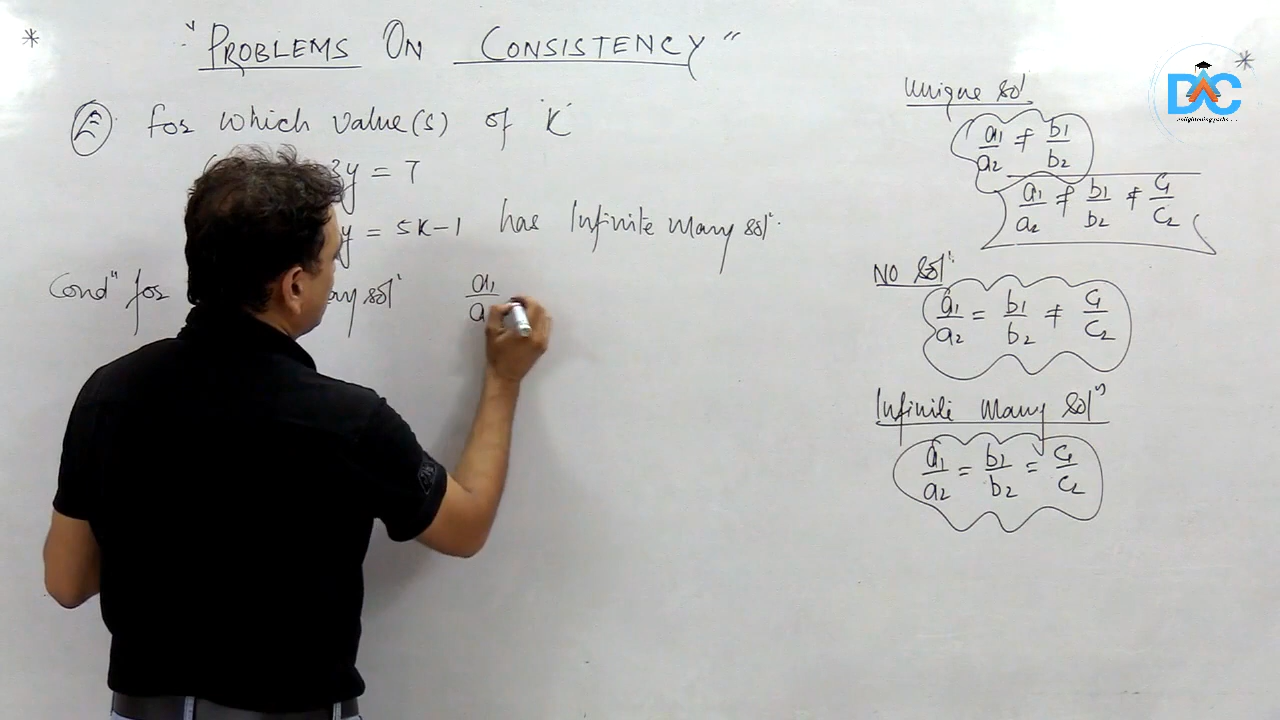 "PROBLEMS ON CONSISTENCY"
for which value(s) of 'K'
3y = 7
y = 5K-1 has Infinite Many sol^n.
Cond^n for
sol^n a₁/a
Unique sol
a₁/a₂ ≠ b₁/b₂
a₁/a₂ ≠ b₁/b₂ ≠ c₁/c₂
NO Sol^n.
a₁/a₂ = b₁/b₂ ≠ c₁/c₂
Infinite Many Sol^n
a₁/a₂ = b₁/b₂ = c₁/c₂
DAC